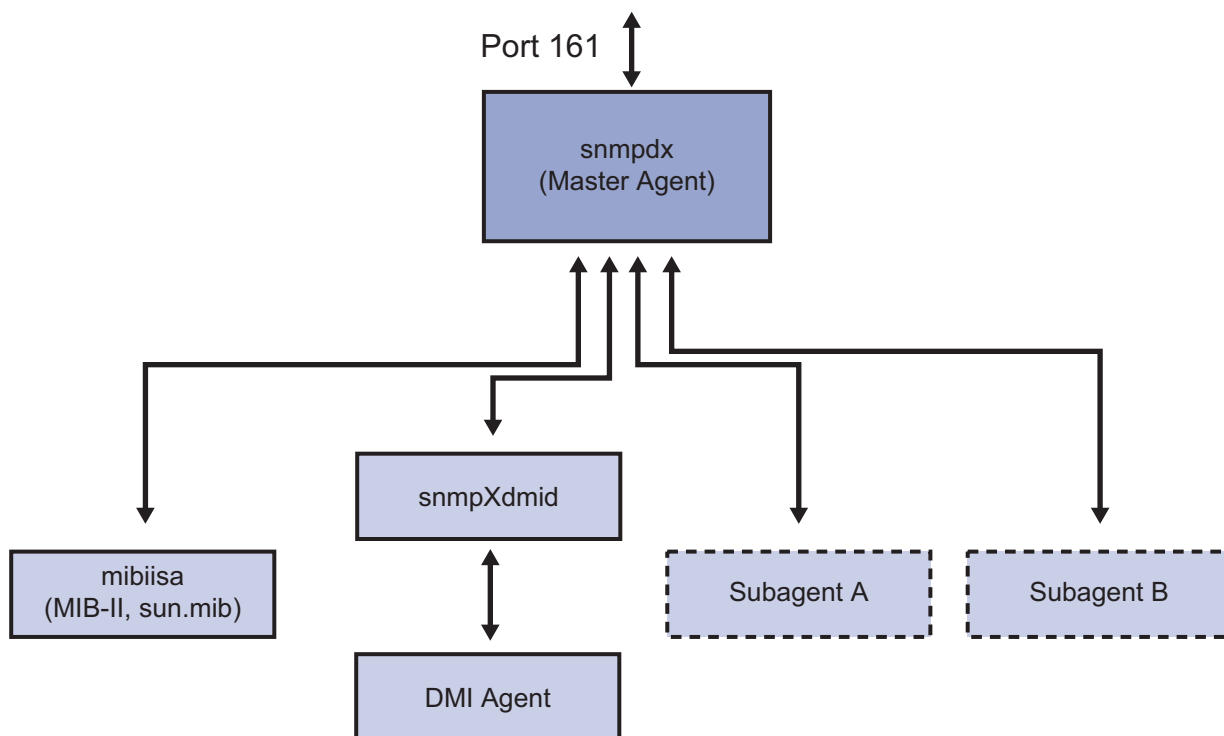 Port 161
snmpdx
(Master Agent)
snmpXdmid
mibiisa
(MIB-II, sun.mib)
Subagent A
Subagent B
DMI Agent